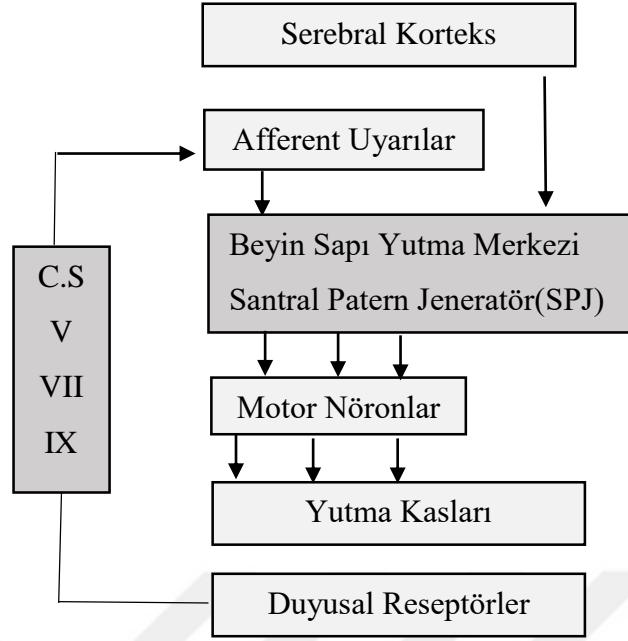 Serebral Korteks
Afferent Uyarılar
Beyin Sapı Yutma Merkezi
Santral Patern Jeneratör(SPJ)
C.S
V
VII
IX
Motor Nöronlar
Yutma Kasları
Duyusal Reseptörler